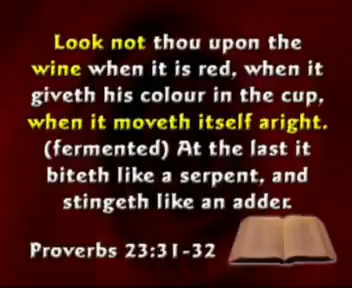 Look not thou upon the
wine when it is red, when it
giveth his colour in the cup,
when it moveth itself aright.
(fermented) At the last it
biteth like a serpent, and
stingeth like an adder.
Proverbs 23:31-32